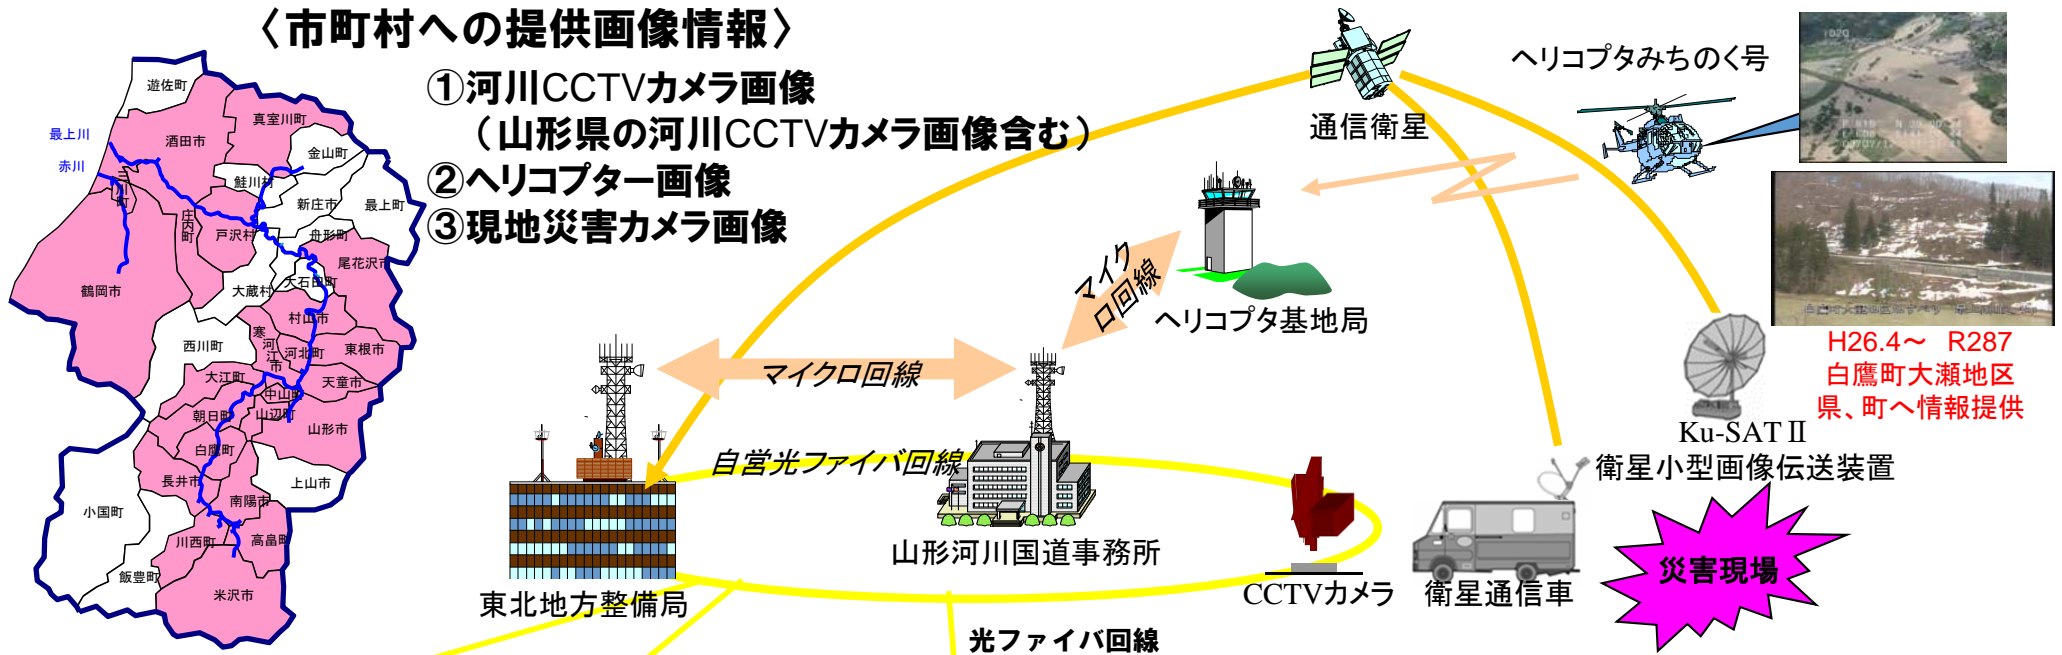 〈市町村への提供画像情報〉
①河川CCTVカメラ画像
（山形県の河川CCTVカメラ画像含む）
②ヘリコプター画像
③現地災害カメラ画像
遊佐町
最上川
酒田市
真室川町
赤川
金山町
鮭川村
三川町
新庄市
最上町
庄内町
戸沢村
舟形町
尾花沢市
鶴岡市
大蔵村
大石田町
村山市
西川町
寒河江市
河北町
東根市
大江町
天童市
中山町
朝日町
山辺町
山形市
白鷹町
長井市
上山市
南陽市
小国町
川西町
高畠町
飯豊町
米沢市
通信衛星
ヘリコプタみちのく号
マイクロ回線
ヘリコプタ基地局
マイクロ回線
自営光ファイバ回線
H26.4～ R287
白鷹町大瀬地区
県、町へ情報提供
Ku-SATⅡ
衛星小型画像伝送装置
山形河川国道事務所
東北地方整備局
CCTVカメラ
衛星通信車
災害現場
光ファイバ回線